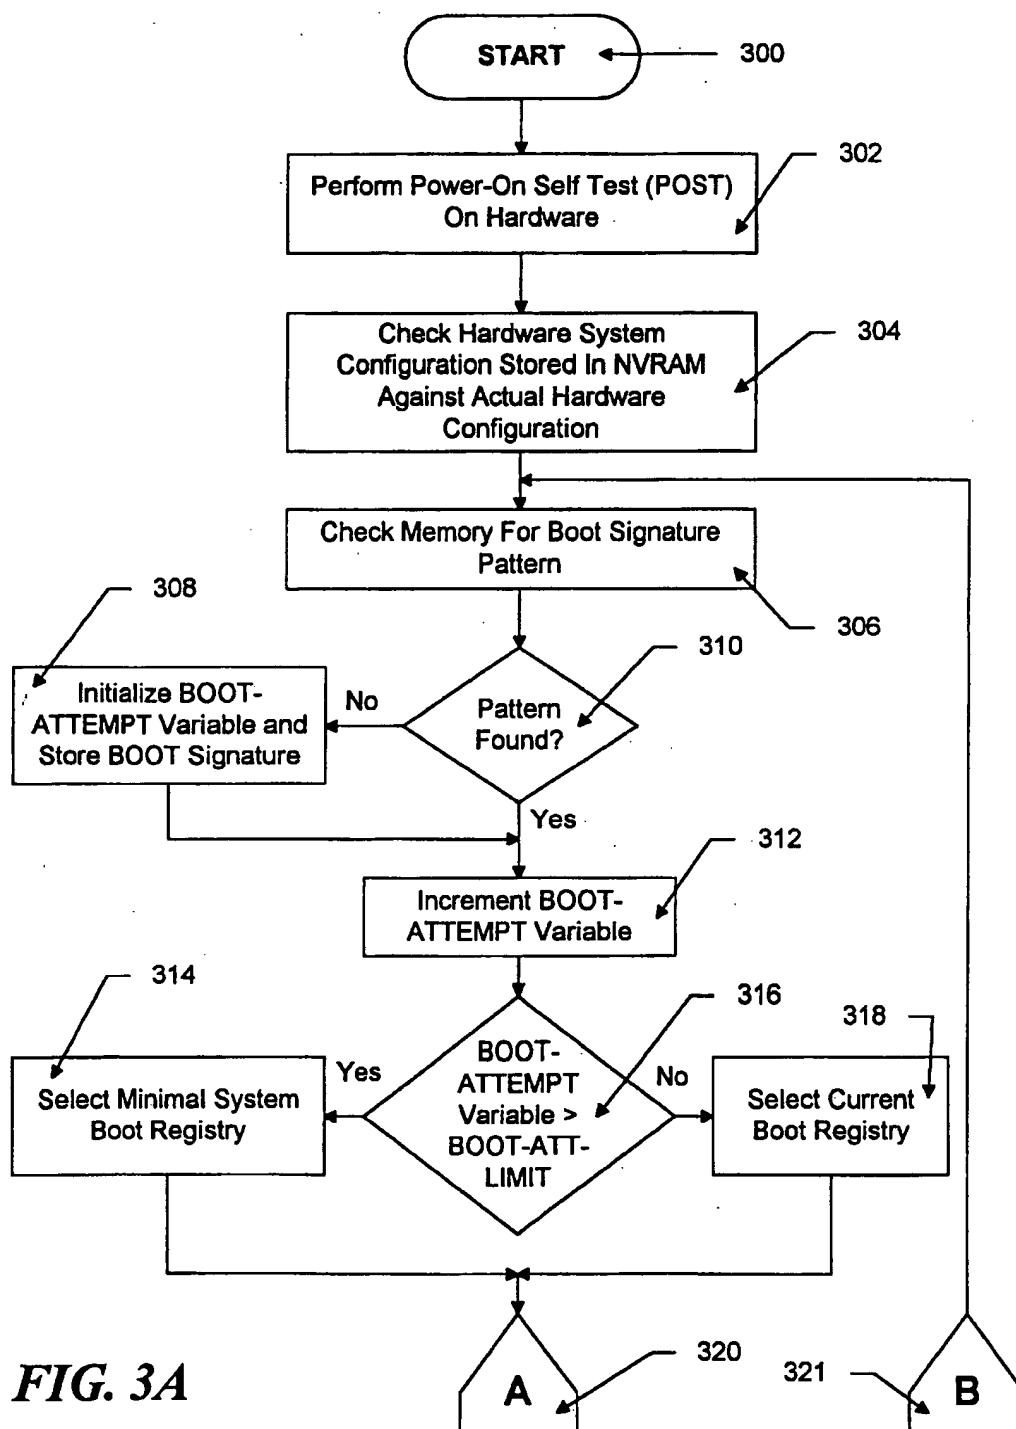 START
300
302
Perform Power-On Self Test (POST)
On Hardware
304
Check Hardware System
Configuration Stored In NVRAM
Against Actual Hardware
Configuration
Check Memory For Boot Signature
Pattern
306
308
310
Initialize BOOT-
ATTEMPT Variable and
Store BOOT Signature
No
Pattern
Found?
Yes
312
Increment BOOT-
ATTEMPT Variable
314
316
318
Select Minimal System
Boot Registry
Yes
BOOT-
ATTEMPT
Variable >
BOOT-ATT-
LIMIT
No
Select Current
Boot Registry
320
321
A
B
FIG. 3A